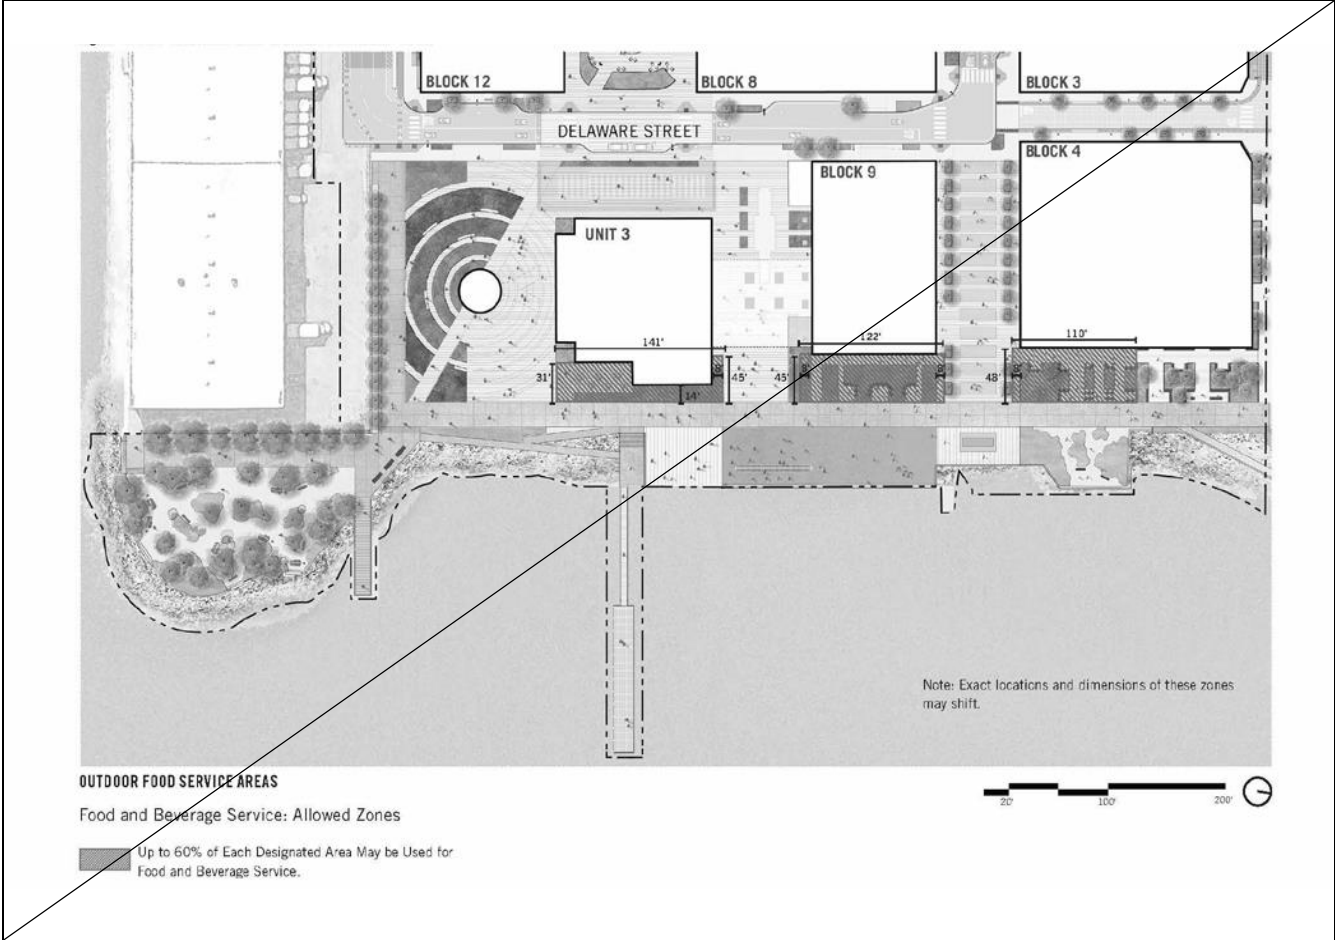 BLOCK 12
BLOCK 8
BLOCK 3
DELAWARE STREET
BLOCK 4
BLOCK 9
UNIT 3
141'
122'
110'
31'
45'
45'
48'
14'
Note: Exact locations and dimensions of these zones
may shift.
OUTDOOR FOOD SERVICE AREAS
20'
100'
200'
Food and Beverage Service: Allowed Zones
Up to 60% of Each Designated Area May be Used for
Food and Beverage Service.